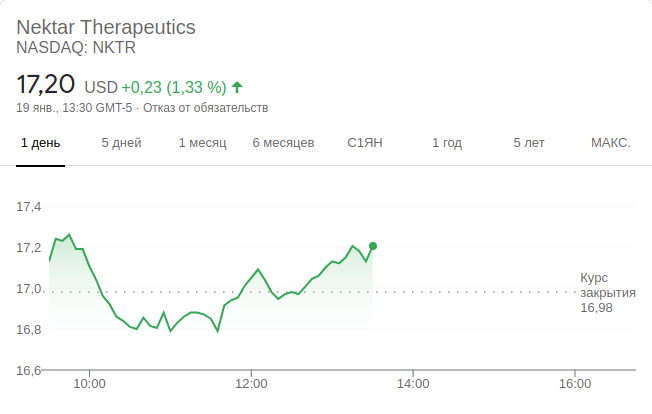 Nektar Therapeutics
NASDAQ: NKTR
17,20 USD +0,23 (1,33 %)
19 янв., 13:30 GMT-5 · Отказ от обязательств
1 день 5 дней 1 месяц 6 месяцев С1ЯН 1 год 5 лет МАКС.
17,4
17,2
17,0
16,8
16,6
Курс
закрытия
16,98
10:00 12:00 14:00 16:00